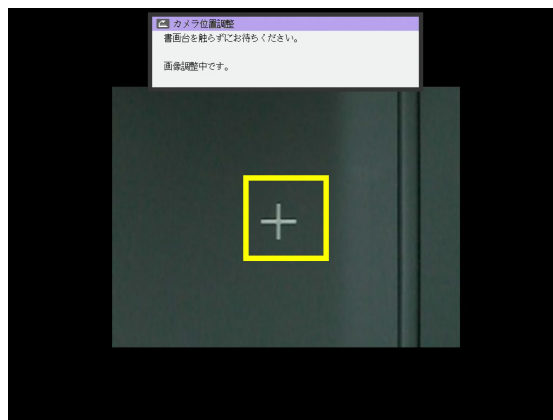 カメラ位置調整
書画台を触らずにお待ちください。
画像調整中です。